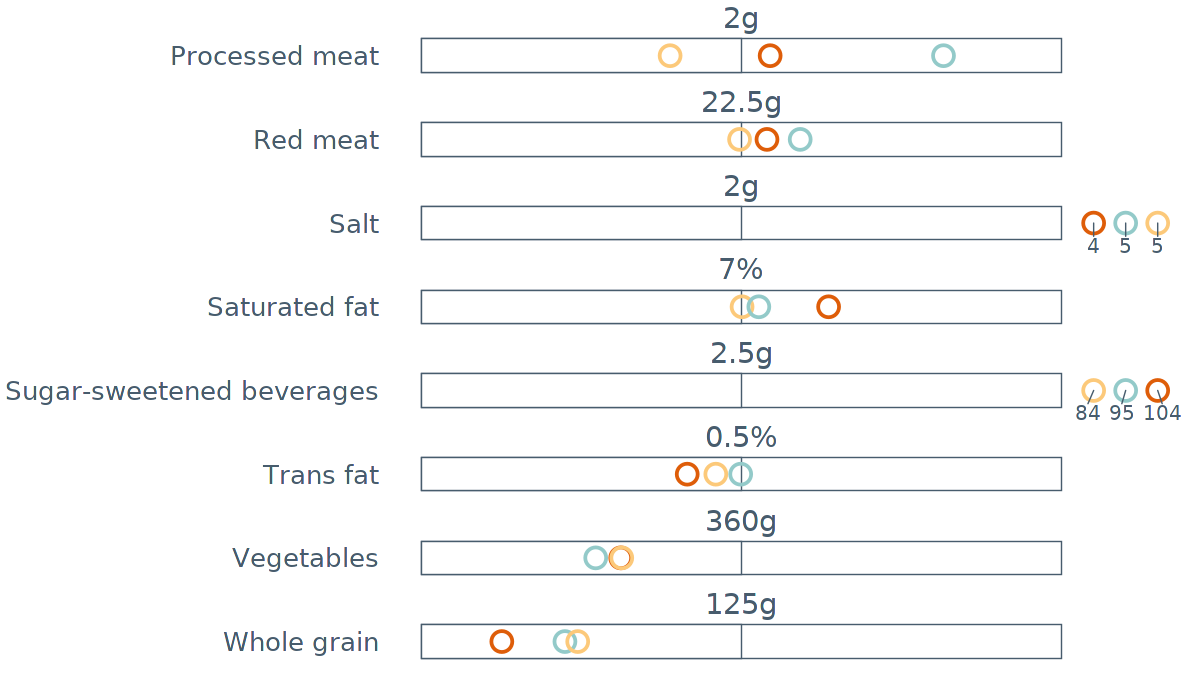 2g
Processed meat
22.5g
Red meat
2g
Salt
4 5 5
7%
Saturated fat
2.5g
Sugar-sweetened beverages
84 95 104
0.5%
Trans fat
360g
Vegetables
125g
Whole grain